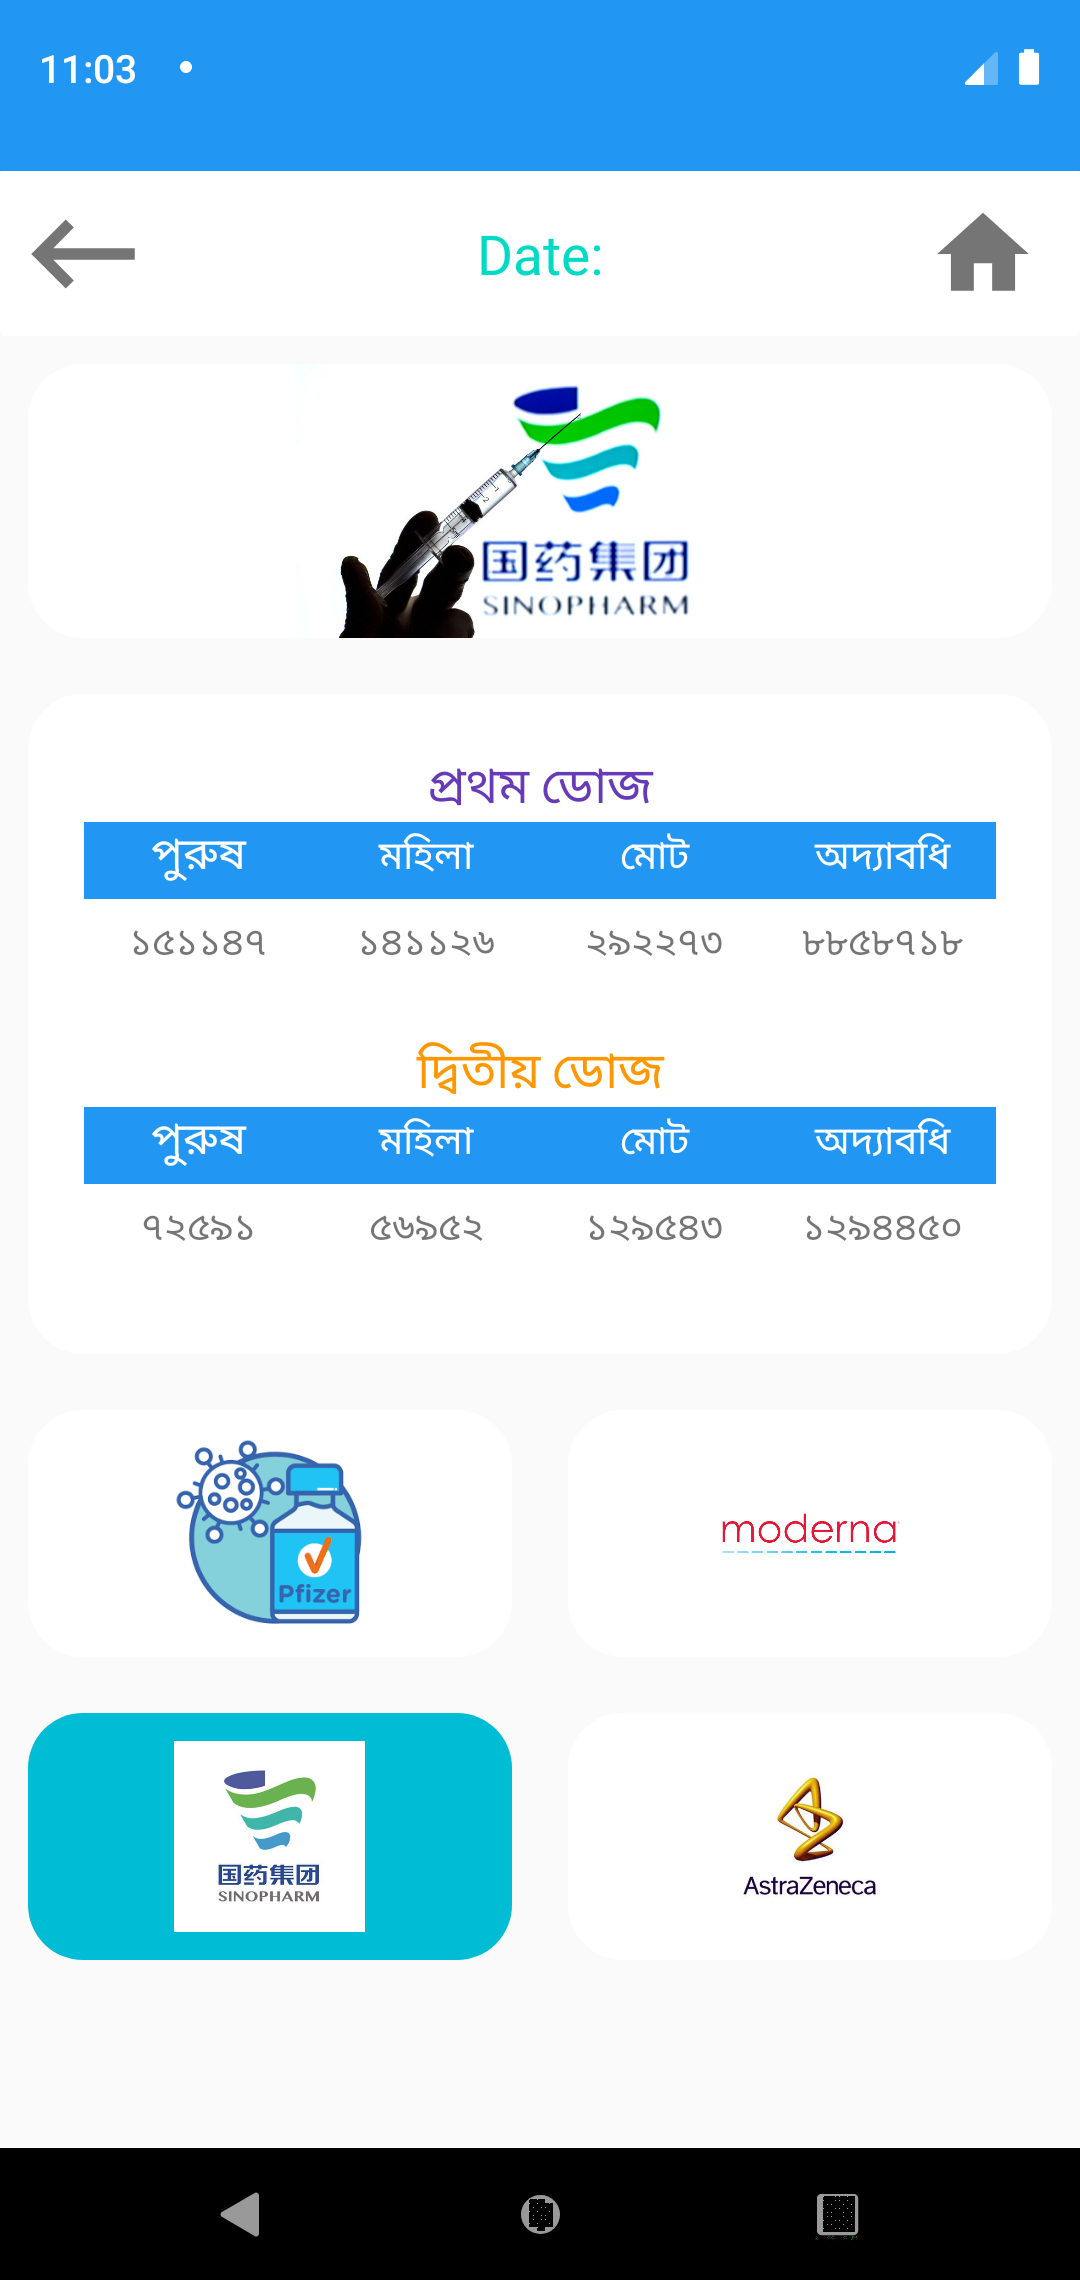 11:03
Date:
国药集团
SINOPHARM
প্রথম ডোজ
পুরুষ মহিলা মোট অদ্যাবধি
১৫১১৪৭ ১৪১১২৬ ২৯২২৭৩ ৮৮৫৮৭১৮
দ্বিতীয় ডোজ
পুরুষ মহিলা মোট অদ্যাবধি
৭২৫৯১ ৫৬৯৫২ ১২৯৫৪৩ ১২৯৪৪৫০
Pfizer
moderna
国药集团
SINOPHARM
AstraZeneca